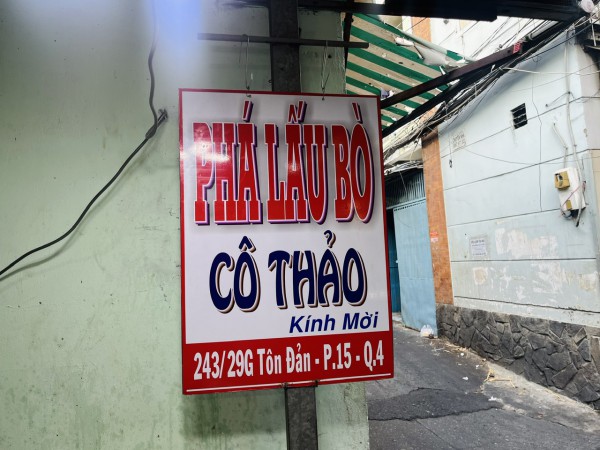 PHÁ LẤU BÒ
CÔ THẢO
Kính Mời
243/29G Tôn Đản - P.15 - Q.4